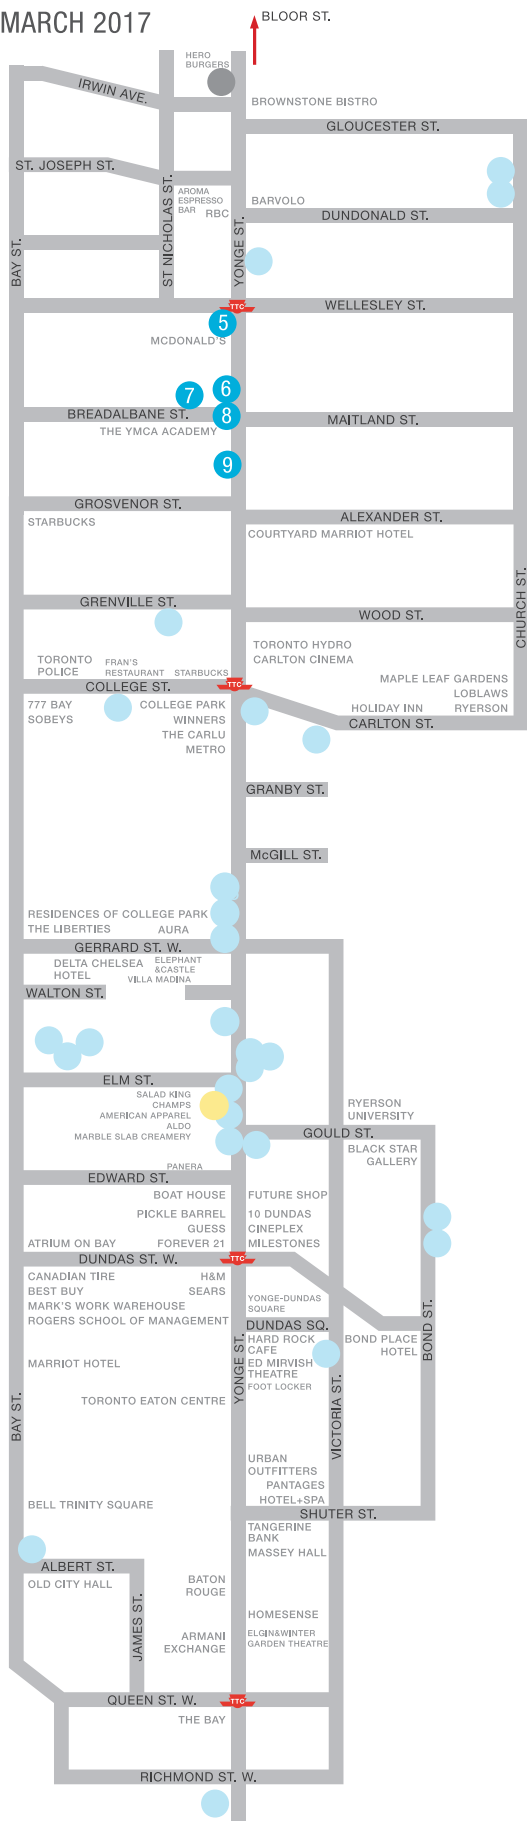 MARCH 2017
BLOOR ST.
HERO
BURGERS
IRWIN AVE.
BROWNSTONE BISTRO
GLOUCESTER ST.
ST. JOSEPH ST.
ST NICHOLAS ST.
AROMA
ESPRESSO
BAR
RBC
BARVOLO
DUNDONALD ST.
BAY ST.
YONGE ST.
TTC
WELLESLEY ST.
5
MCDONALD'S
6
7
BREADALBANE ST.
8
MAITLAND ST.
THE YMCA ACADEMY
9
GROSVENOR ST.
STARBUCKS
ALEXANDER ST.
COURTYARD MARRIOT HOTEL
GRENVILLE ST.
WOOD ST.
CHURCH ST.
TORONTO HYDRO
CARLTON CINEMA
TORONTO
POLICE
FRAN'S
RESTAURANT
STARBUCKS
COLLEGE ST.
TTC
MAPLE LEAF GARDENS
LOBLAWS
HOLIDAY INN
RYERSON
777 BAY
SOBEYS
COLLEGE PARK
WINNERS
THE CARLU
METRO
CARLTON ST.
GRANBY ST.
McGILL ST.
RESIDENCES OF COLLEGE PARK
THE LIBERTIES
AURA
GERRARD ST. W.
DELTA CHELSEA
HOTEL
ELEPHANT
&CASTLE
VILLA MADINA
WALTON ST.
ELM ST.
SALAD KING
CHAMPS
AMERICAN APPAREL
ALDO
MARBLE SLAB CREAMERY
RYERSON
UNIVERSITY
GOULD ST.
BLACK STAR
GALLERY
PANERA
EDWARD ST.
BOAT HOUSE
FUTURE SHOP
PICKLE BARREL
10 DUNDAS
GUESS
CINEPLEX
ATRIUM ON BAY
FOREVER 21
MILESTONES
DUNDAS ST. W.
TTC
CANADIAN TIRE
H&M
BEST BUY
SEARS
MARK'S WORK WAREHOUSE
ROGERS SCHOOL OF MANAGEMENT
YONGE-DUNDAS
SQUARE
DUNDAS SQ.
HARD ROCK
CAFE
ED MIRVISH
THEATRE
FOOT LOCKER
BOND PLACE
HOTEL
BOND ST.
MARRIOT HOTEL
YONGE ST.
BAY ST.
VICTORIA ST.
TORONTO EATON CENTRE
URBAN
OUTFITTERS
PANTAGES
HOTEL+SPA
BELL TRINITY SQUARE
SHUTER ST.
TANGERINE
BANK
MASSEY HALL
ALBERT ST.
OLD CITY HALL
BATON
ROUGE
JAMES ST.
HOMESENSE
ARMANI
EXCHANGE
ELGIN&WINTER
GARDEN THEATRE
QUEEN ST. W.
TTC
THE BAY
RICHMOND ST. W.